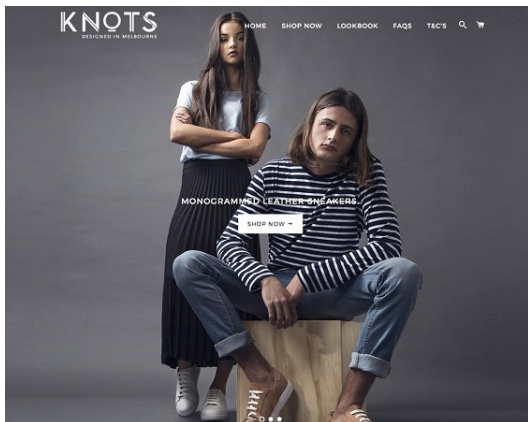 KNOTS
DESIGNED IN MELBOURNE
HOME SHOP NOW LOOKBOOK FAQS T&C'S
MONOGRAMMED LEATHER SNEAKERS.
SHOP NOW →